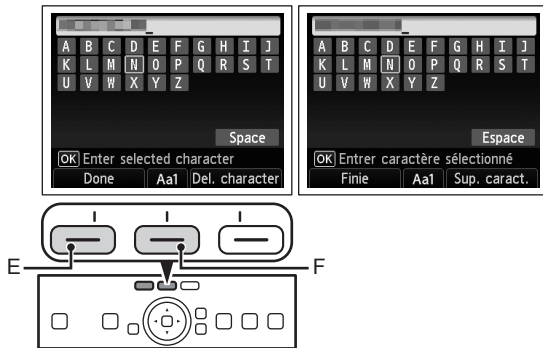 A B C D E F G H I J
K L M N O P Q R S T
U V W X Y Z
Space
OK Enter selected character
Done Aa1 Del. character
A B C D E F G H I J
K L M N O P Q R S T
U V W X Y Z
Espace
OK Entrer caractère sélectionné
Finie Aa1 Sup. caract.
E F